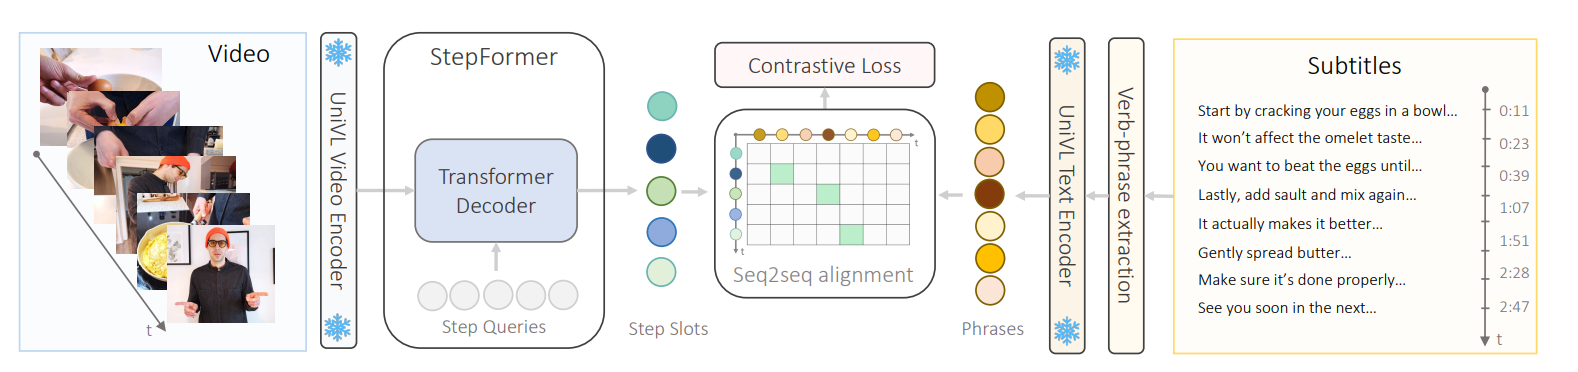 Video
t
UniVL Video Encoder
StepFormer
Transformer
Decoder
Step Queries
Step Slots
Contrastive Loss
t
t
Seq2seq alignment
Phrases
UniVL Text Encoder
Verb-phrase extraction
Subtitles
Start by cracking your eggs in a bowl...
0:11
It won't affect the omelet taste...
0:23
You want to beat the eggs until...
0:39
Lastly, add sault and mix again...
1:07
It actually makes it better...
1:51
Gently spread butter...
2:28
Make sure it's done properly...
2:47
See you soon in the next...
t